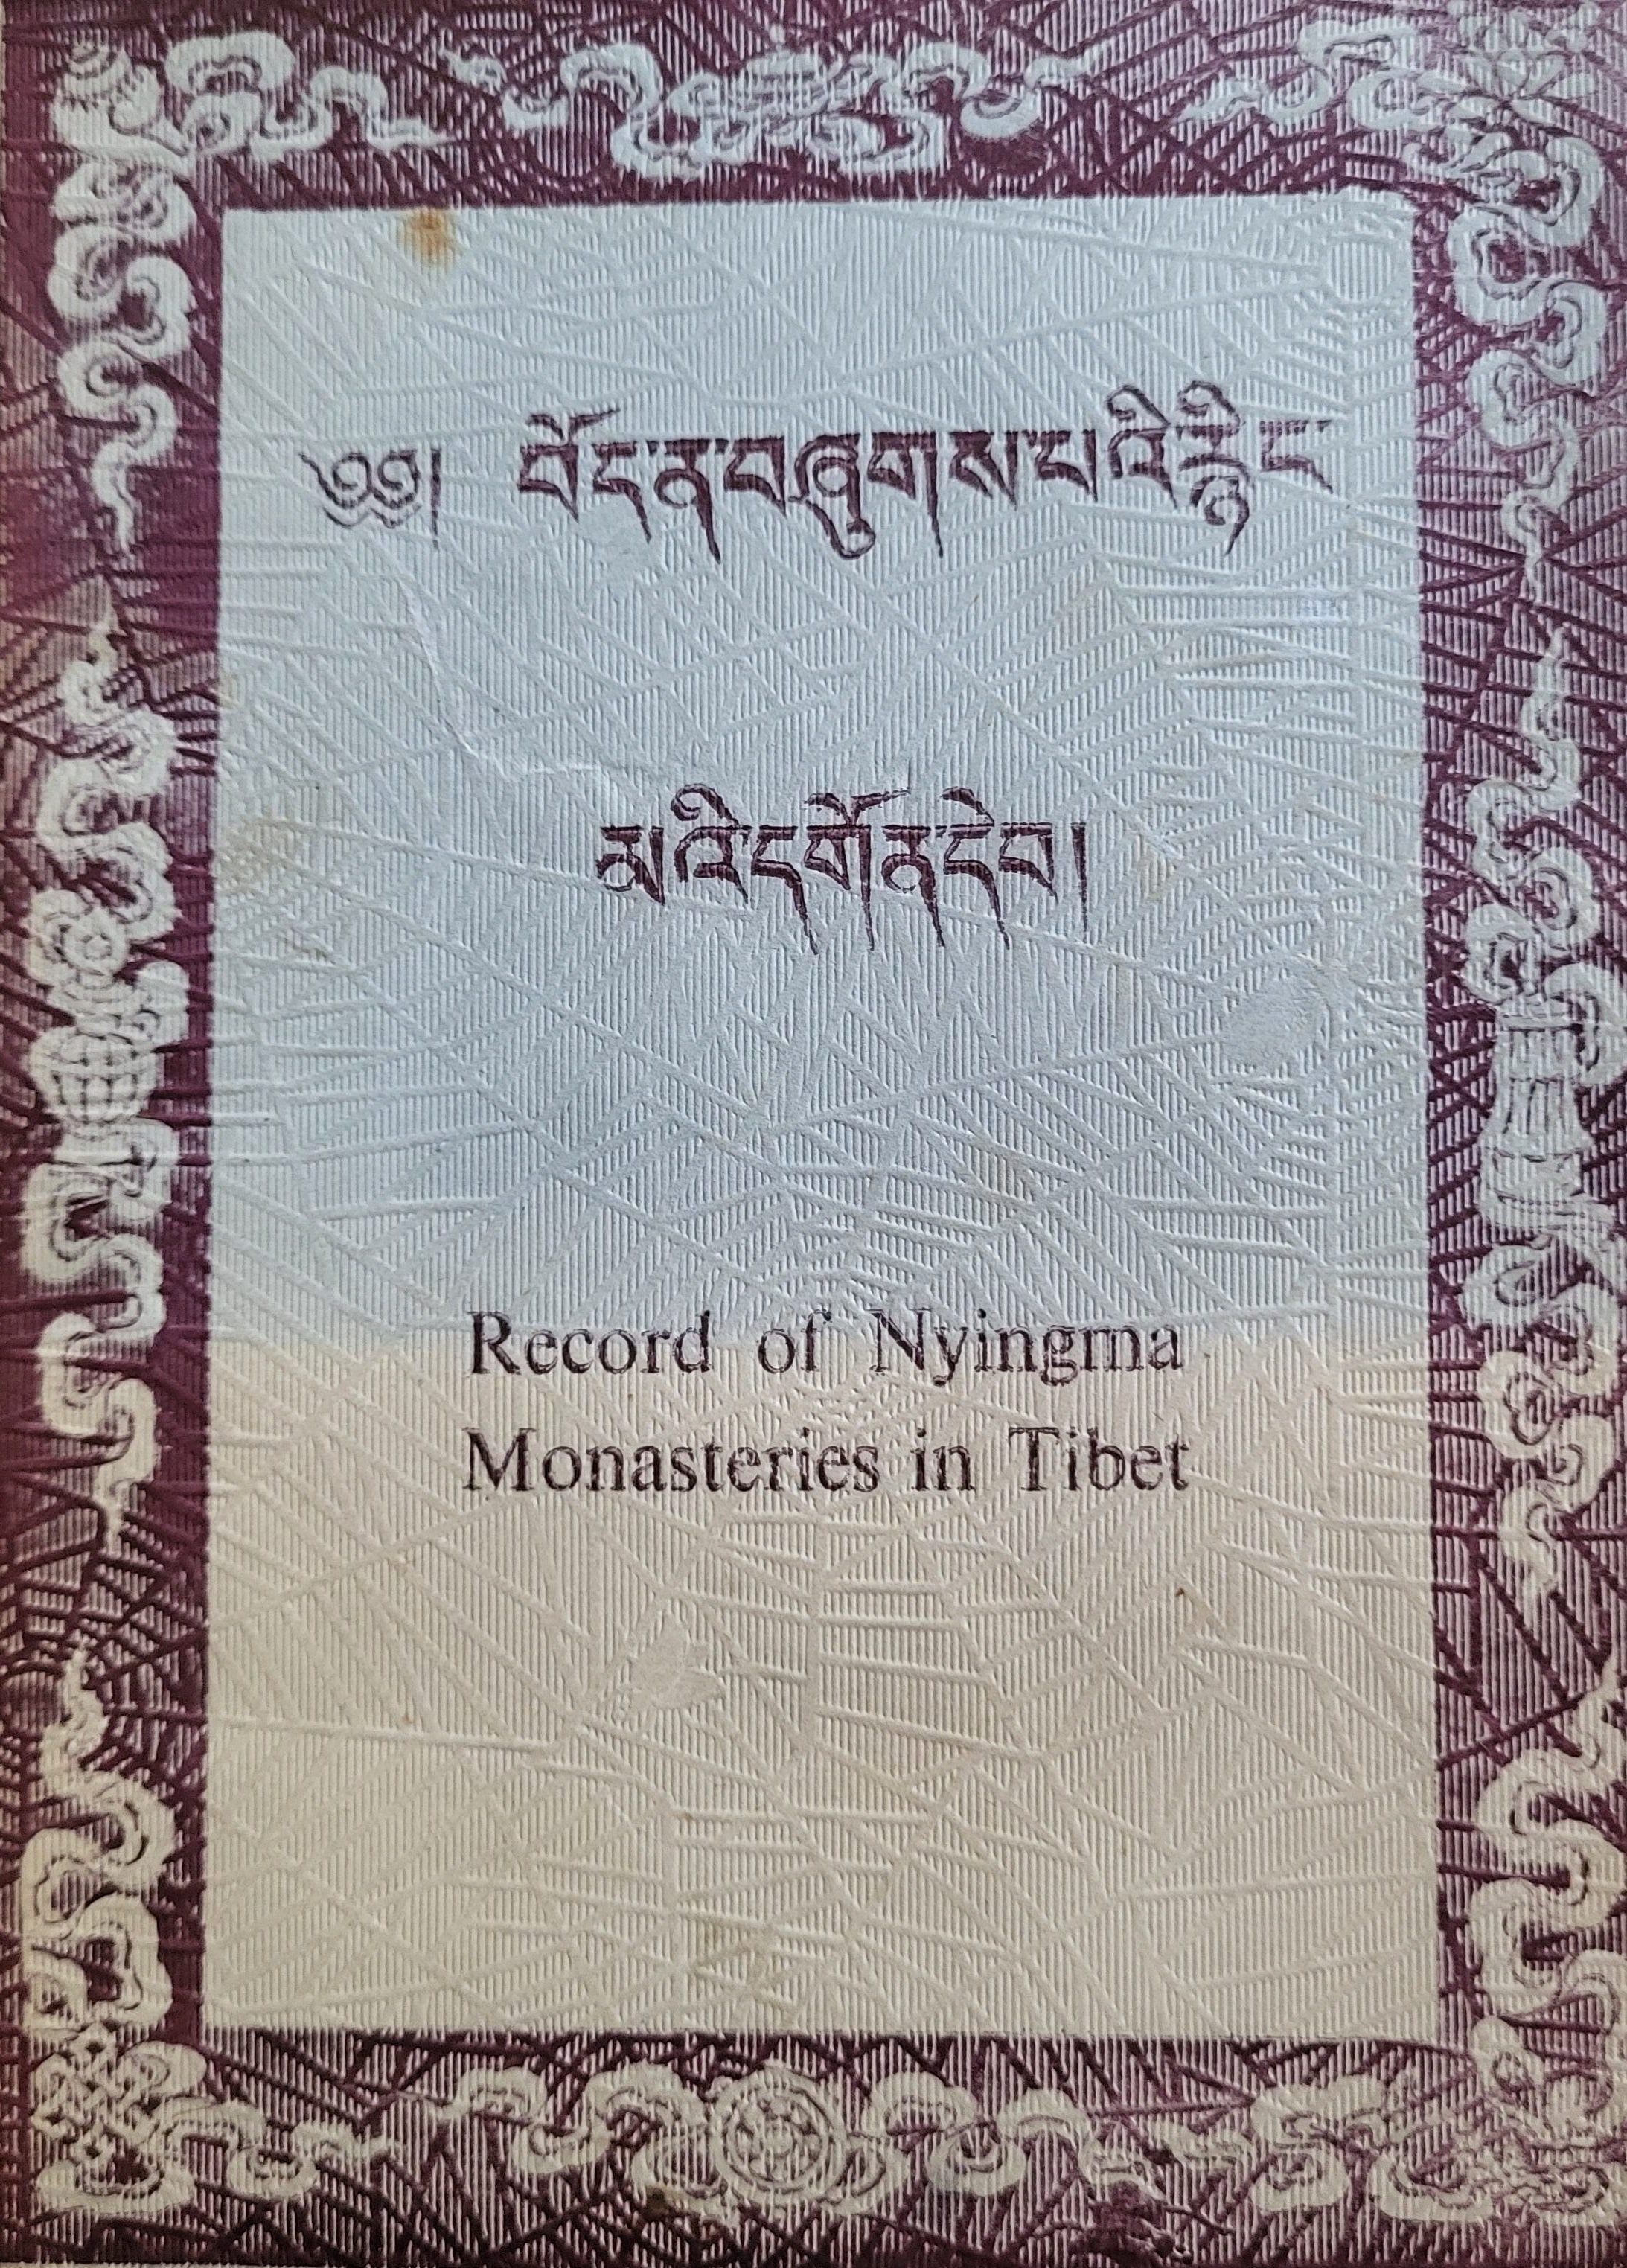 ༄༅། བོད་ན་བཞུགས་པའི་རྙིང་
མའི་དགོན་དེབ།
Record of Nyingma
Monasteries in Tibet